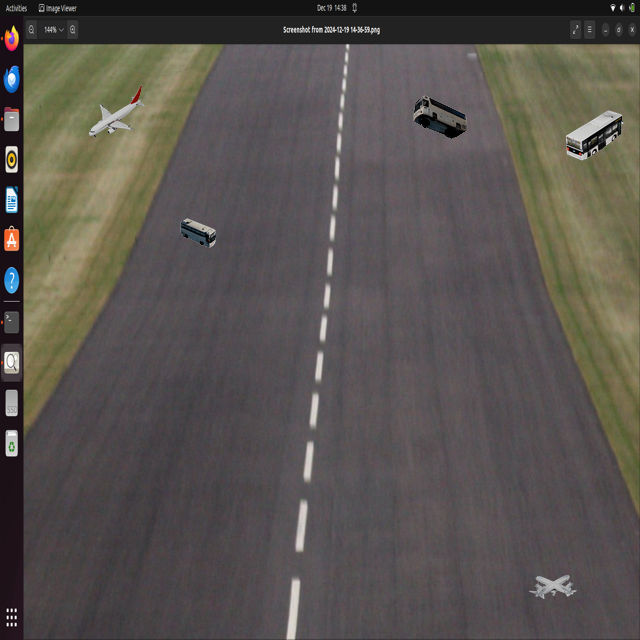 Activities
Image Viewer
Dec 19 14:38
144%
Screenshot from 2024-12-19 14-36-59.png